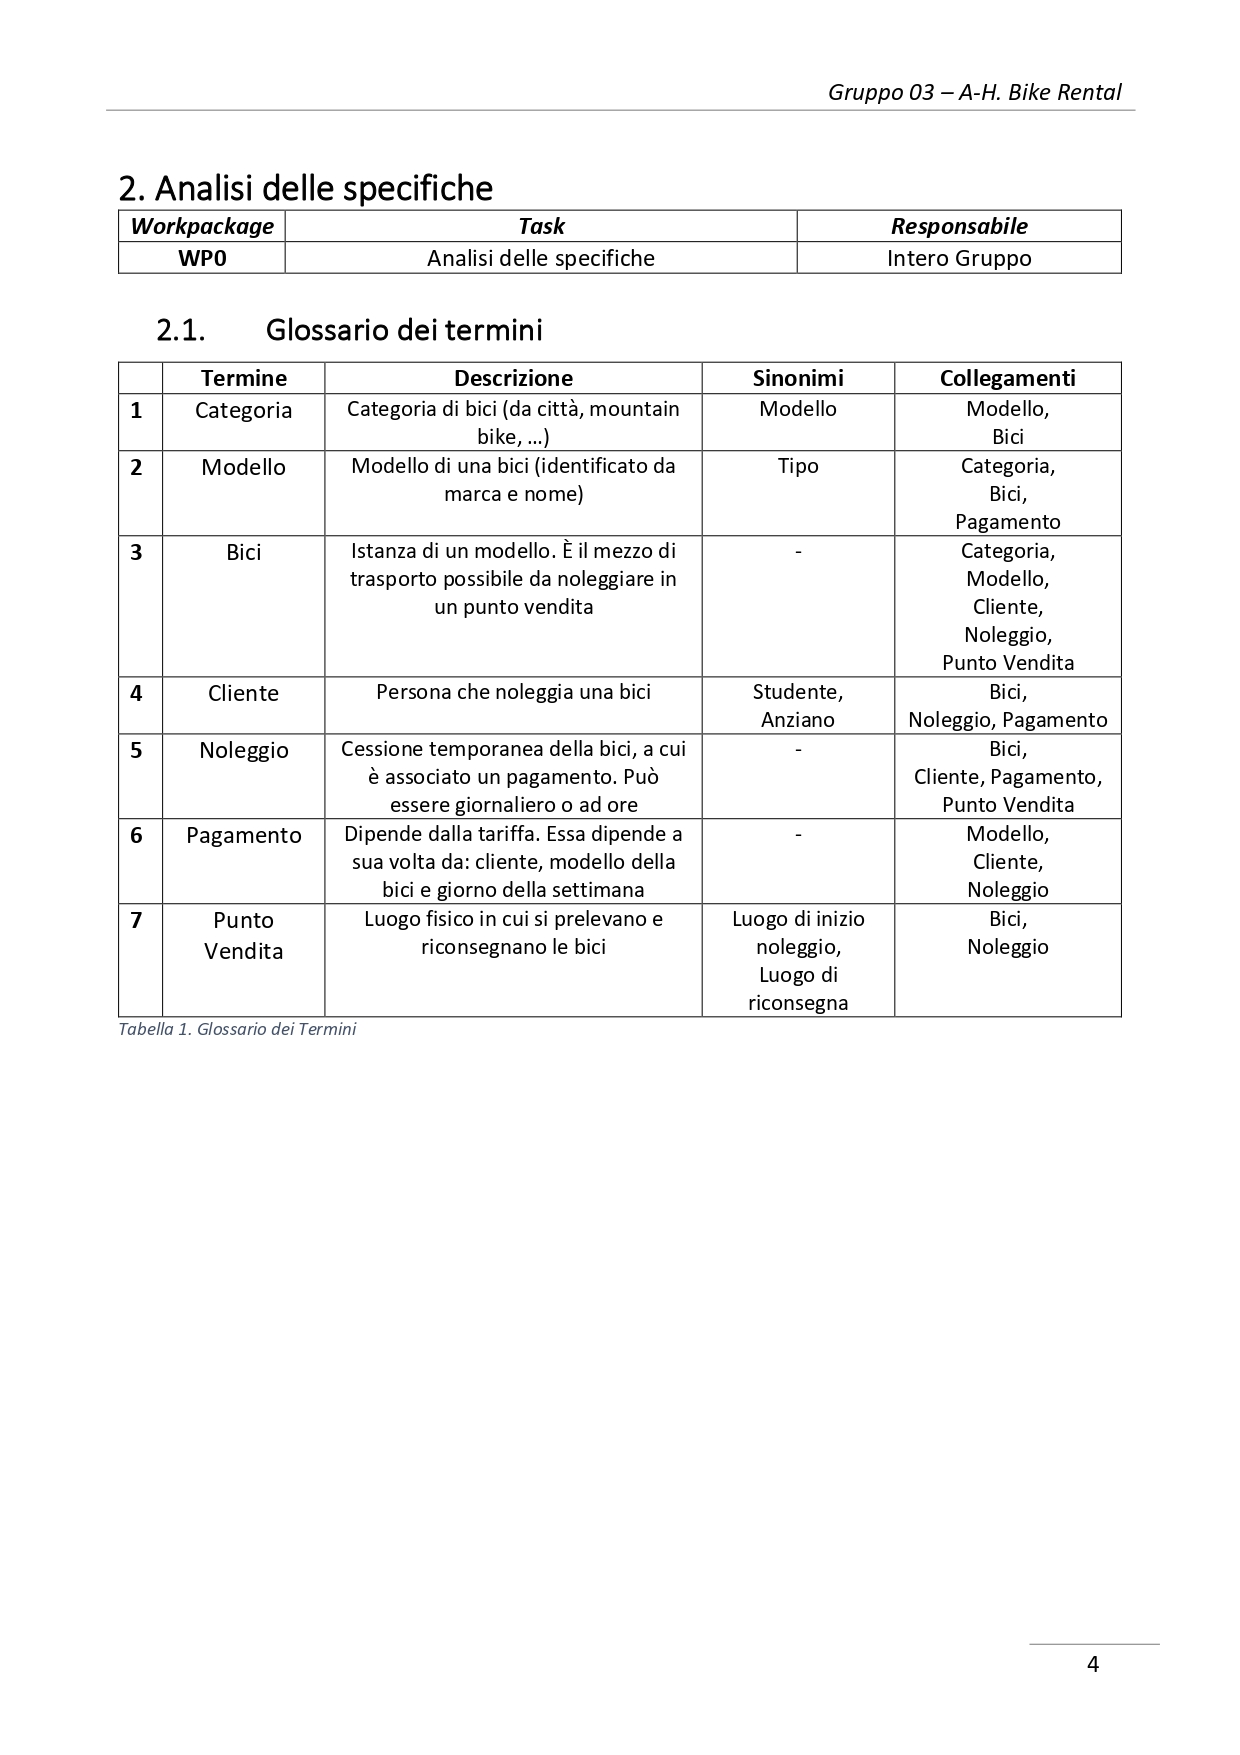 Gruppo 03 – A-H. Bike Rental
2. Analisi delle specifiche
Workpackage Task Responsabile
WP0 Analisi delle specifiche Intero Gruppo
2.1. Glossario dei termini
Termine Descrizione Sinonimi Collegamenti
1 Categoria Categoria di bici (da città, mountain Modello Modello,
bike, …) Bici
2 Modello Modello di una bici (identificato da Tipo Categoria,
marca e nome) Bici,
Pagamento
3 Bici Istanza di un modello. È il mezzo di - Categoria,
trasporto possibile da noleggiare in Modello,
un punto vendita Cliente,
Noleggio,
Punto Vendita
4 Cliente Persona che noleggia una bici Studente, Bici,
Anziano Noleggio, Pagamento
5 Noleggio Cessione temporanea della bici, a cui - Bici,
è associato un pagamento. Può Cliente, Pagamento,
essere giornaliero o ad ore Punto Vendita
6 Pagamento Dipende dalla tariffa. Essa dipende a - Modello,
sua volta da: cliente, modello della Cliente,
bici e giorno della settimana Noleggio
7 Punto Luogo fisico in cui si prelevano e Luogo di inizio Bici,
Vendita riconsegnano le bici noleggio, Noleggio
Luogo di
riconsegna
Tabella 1. Glossario dei Termini
4